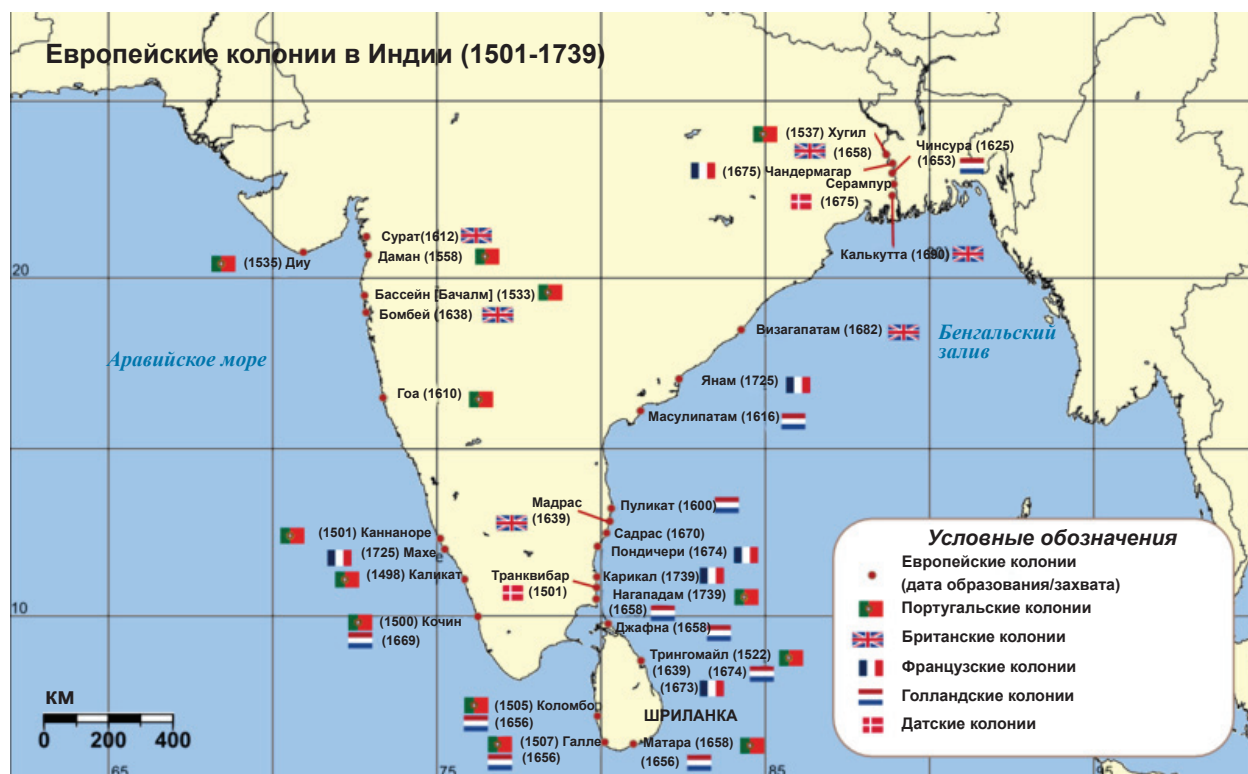 Европейские колонии в Индии (1501-1739)
(1537) Хугил
(1658)
Чинсура (1625)
(1653)
(1675) Чандермагар
Серампур
(1675)
Калькутта (1690)
Сурат(1612)
Даман (1558)
(1535) Диу
20
Бассейн [Бачалм] (1533)
Бомбей (1638)
Визагапатам (1682)
Бенгальский
залив
Аравийское море
Янам (1725)
Гоа (1610)
Масулипатам (1616)
Мадрас
(1639)
Пуликат (1600)
(1501) Каннаноре
Садрас (1670)
(1725) Махе
Пондичери (1674)
(1498) Каликат
Транквибар
(1501)
Карикал (1739)
Нагападам (1739)
(1658)
10
(1500) Кочин
(1669)
Джафна (1658)
Трингомайл (1522)
(1639)
(1674)
(1673)
КМ
0 200 400
(1505) Коломбо
(1656)
ШРИЛАНКА
(1507) Галле
(1656)
Матара (1658)
(1656)
65
75
85
95
Условные обозначения
Европейские колонии
(дата образования/захвата)
Португальские колонии
Британские колонии
Французские колонии
Голландские колонии
Датские колонии